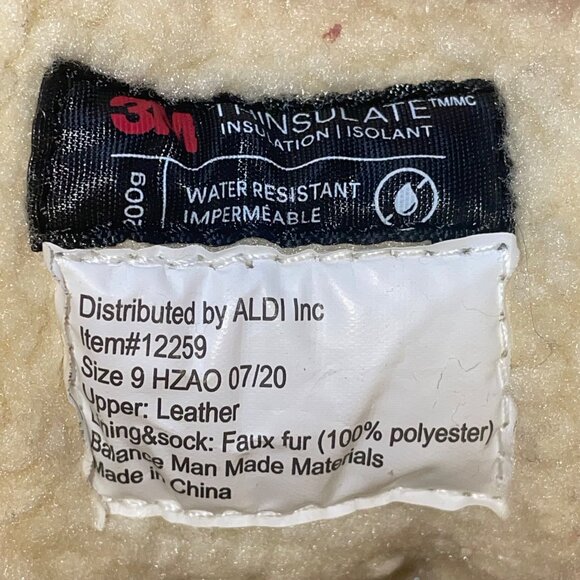 3M THINSULATE™/MC
INSULATION | ISOLANT
200g
WATER RESISTANT
IMPERMÉABLE
Distributed by ALDI Inc
Item#12259
Size 9 HZAO 07/20
Upper: Leather
Lining&sock: Faux fur (100% polyester)
Balance Man Made Materials
Made in China